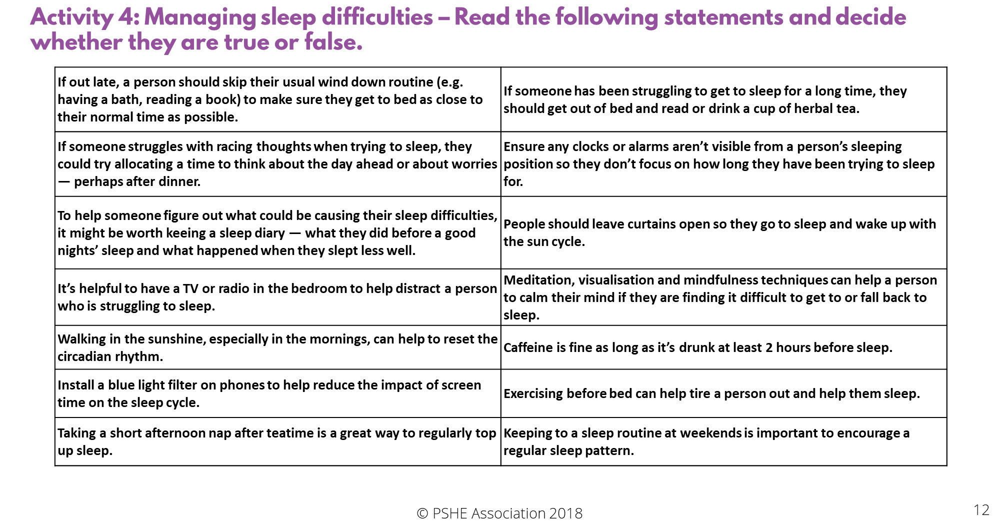 Activity 4: Managing sleep difficulties – Read the following statements and decide
whether they are true or false.
If out late, a person should skip their usual wind down routine (e.g.
having a bath, reading a book) to make sure they get to bed as close to
their normal time as possible.
If someone has been struggling to get to sleep for a long time, they
should get out of bed and read or drink a cup of herbal tea.
If someone struggles with racing thoughts when trying to sleep, they
could try allocating a time to think about the day ahead or about worries
— perhaps after dinner.
Ensure any clocks or alarms aren’t visible from a person’s sleeping
position so they don’t focus on how long they have been trying to sleep
for.
To help someone figure out what could be causing their sleep difficulties,
it might be worth keeing a sleep diary — what they did before a good
nights’ sleep and what happened when they slept less well.
People should leave curtains open so they go to sleep and wake up with
the sun cycle.
It’s helpful to have a TV or radio in the bedroom to help distract a person
who is struggling to sleep.
Meditation, visualisation and mindfulness techniques can help a person
to calm their mind if they are finding it difficult to get to or fall back to
sleep.
Walking in the sunshine, especially in the mornings, can help to reset the
circadian rhythm.
Caffeine is fine as long as it’s drunk at least 2 hours before sleep.
Install a blue light filter on phones to help reduce the impact of screen
time on the sleep cycle.
Exercising before bed can help tire a person out and help them sleep.
Taking a short afternoon nap after teatime is a great way to regularly top
up sleep.
Keeping to a sleep routine at weekends is important to encourage a
regular sleep pattern.
© PSHE Association 2018
12